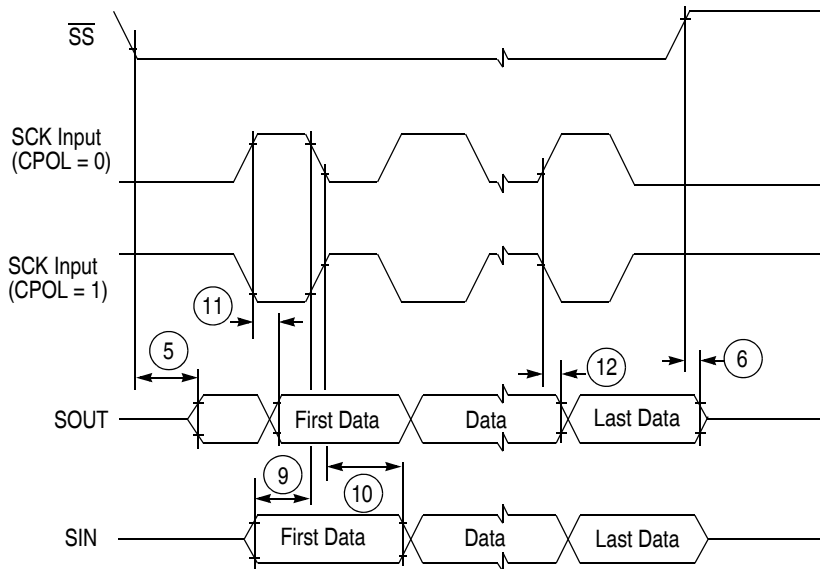 SS
SCK Input
(CPOL = 0)
SCK Input
(CPOL = 1)
11
5
12
6
SOUT
First Data
Data
Last Data
9
10
SIN
First Data
Data
Last Data